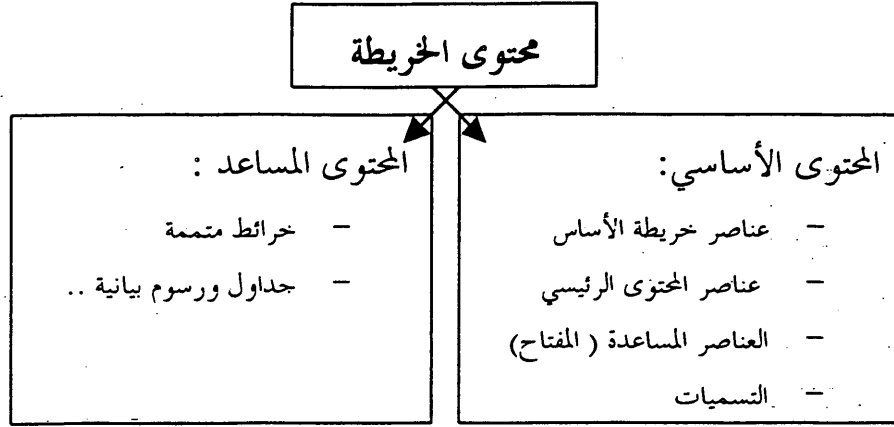 محتوى الخريطة
المحتوى الأساسي:
– عناصر خريطة الأساس
– عناصر المحتوى الرئيسي
– العناصر المساعدة ( المفتاح)
– التسميات
المحتوى المساعد :
– خرائط متممة
– جداول ورسوم بيانية ..